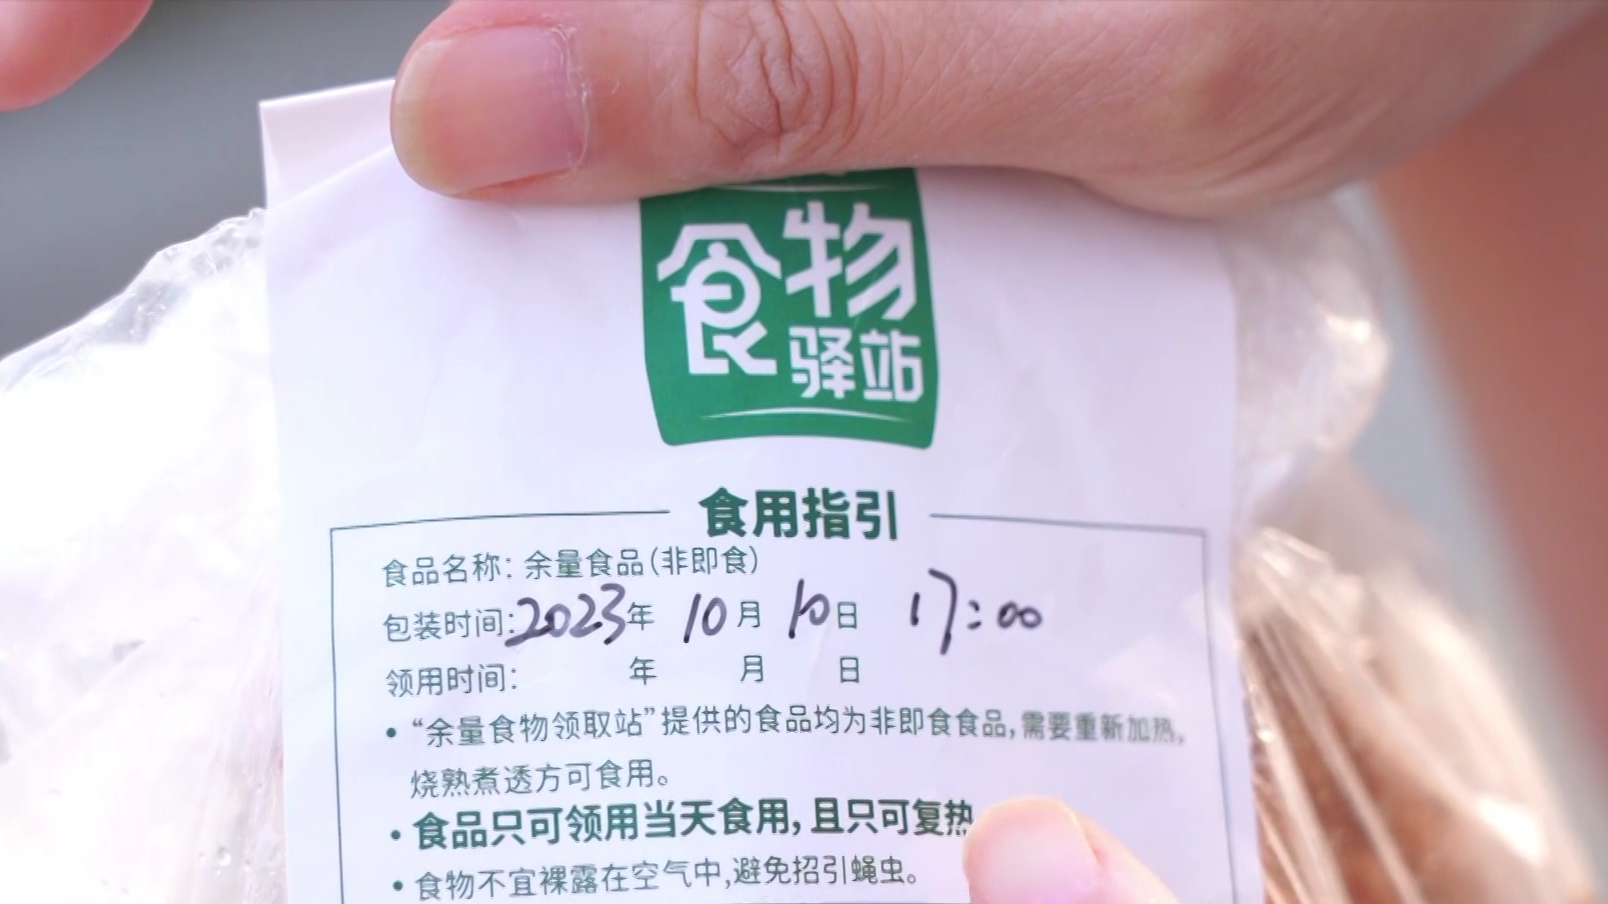 食物
驿站
食用指引
食品名称：余量食品(非即食)
包装时间：2023年 10月 10日 17:00
领用时间： 年 月 日
•“余量食物领取站”提供的食品均为非即食食品，需要重新加热，
烧熟煮透方可食用。
•食品只可领用当天食用，且只可复热
•食物不宜裸露在空气中，避免招引蝇虫。